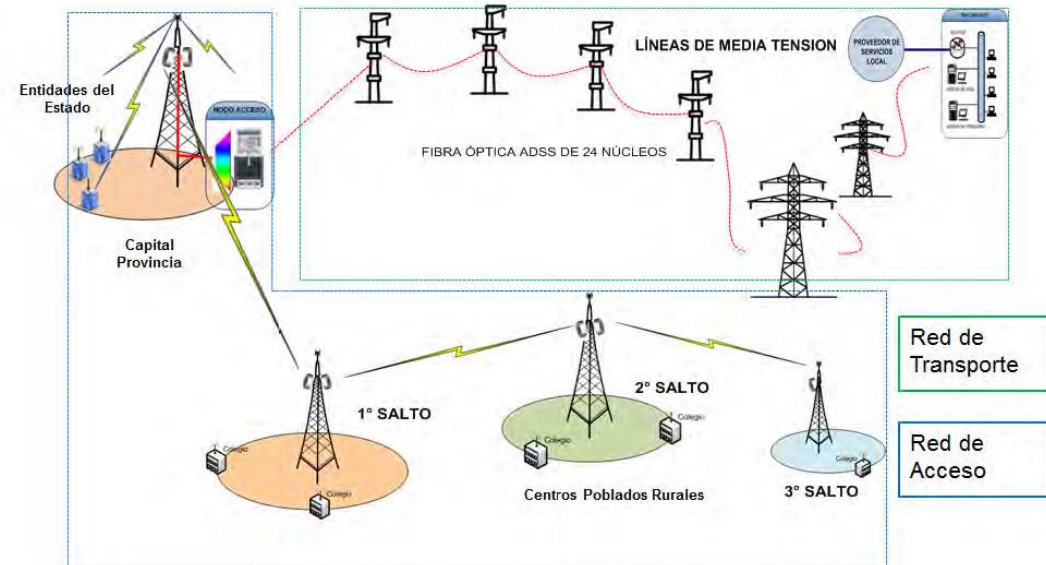 Entidades del
Estado
NODO ACCESO
LÍNEAS DE MEDIA TENSION
PROVEEDOR DE
SERVICIOS
LOCAL
FIBRA ÓPTICA ADSS DE 24 NÚCLEOS
Capital
Provincia
1° SALTO
Colegio
Colegio
2° SALTO
Colegio
Colegio
Centros Poblados Rurales
Colegio
3° SALTO
Red de
Transporte
Red de
Acceso